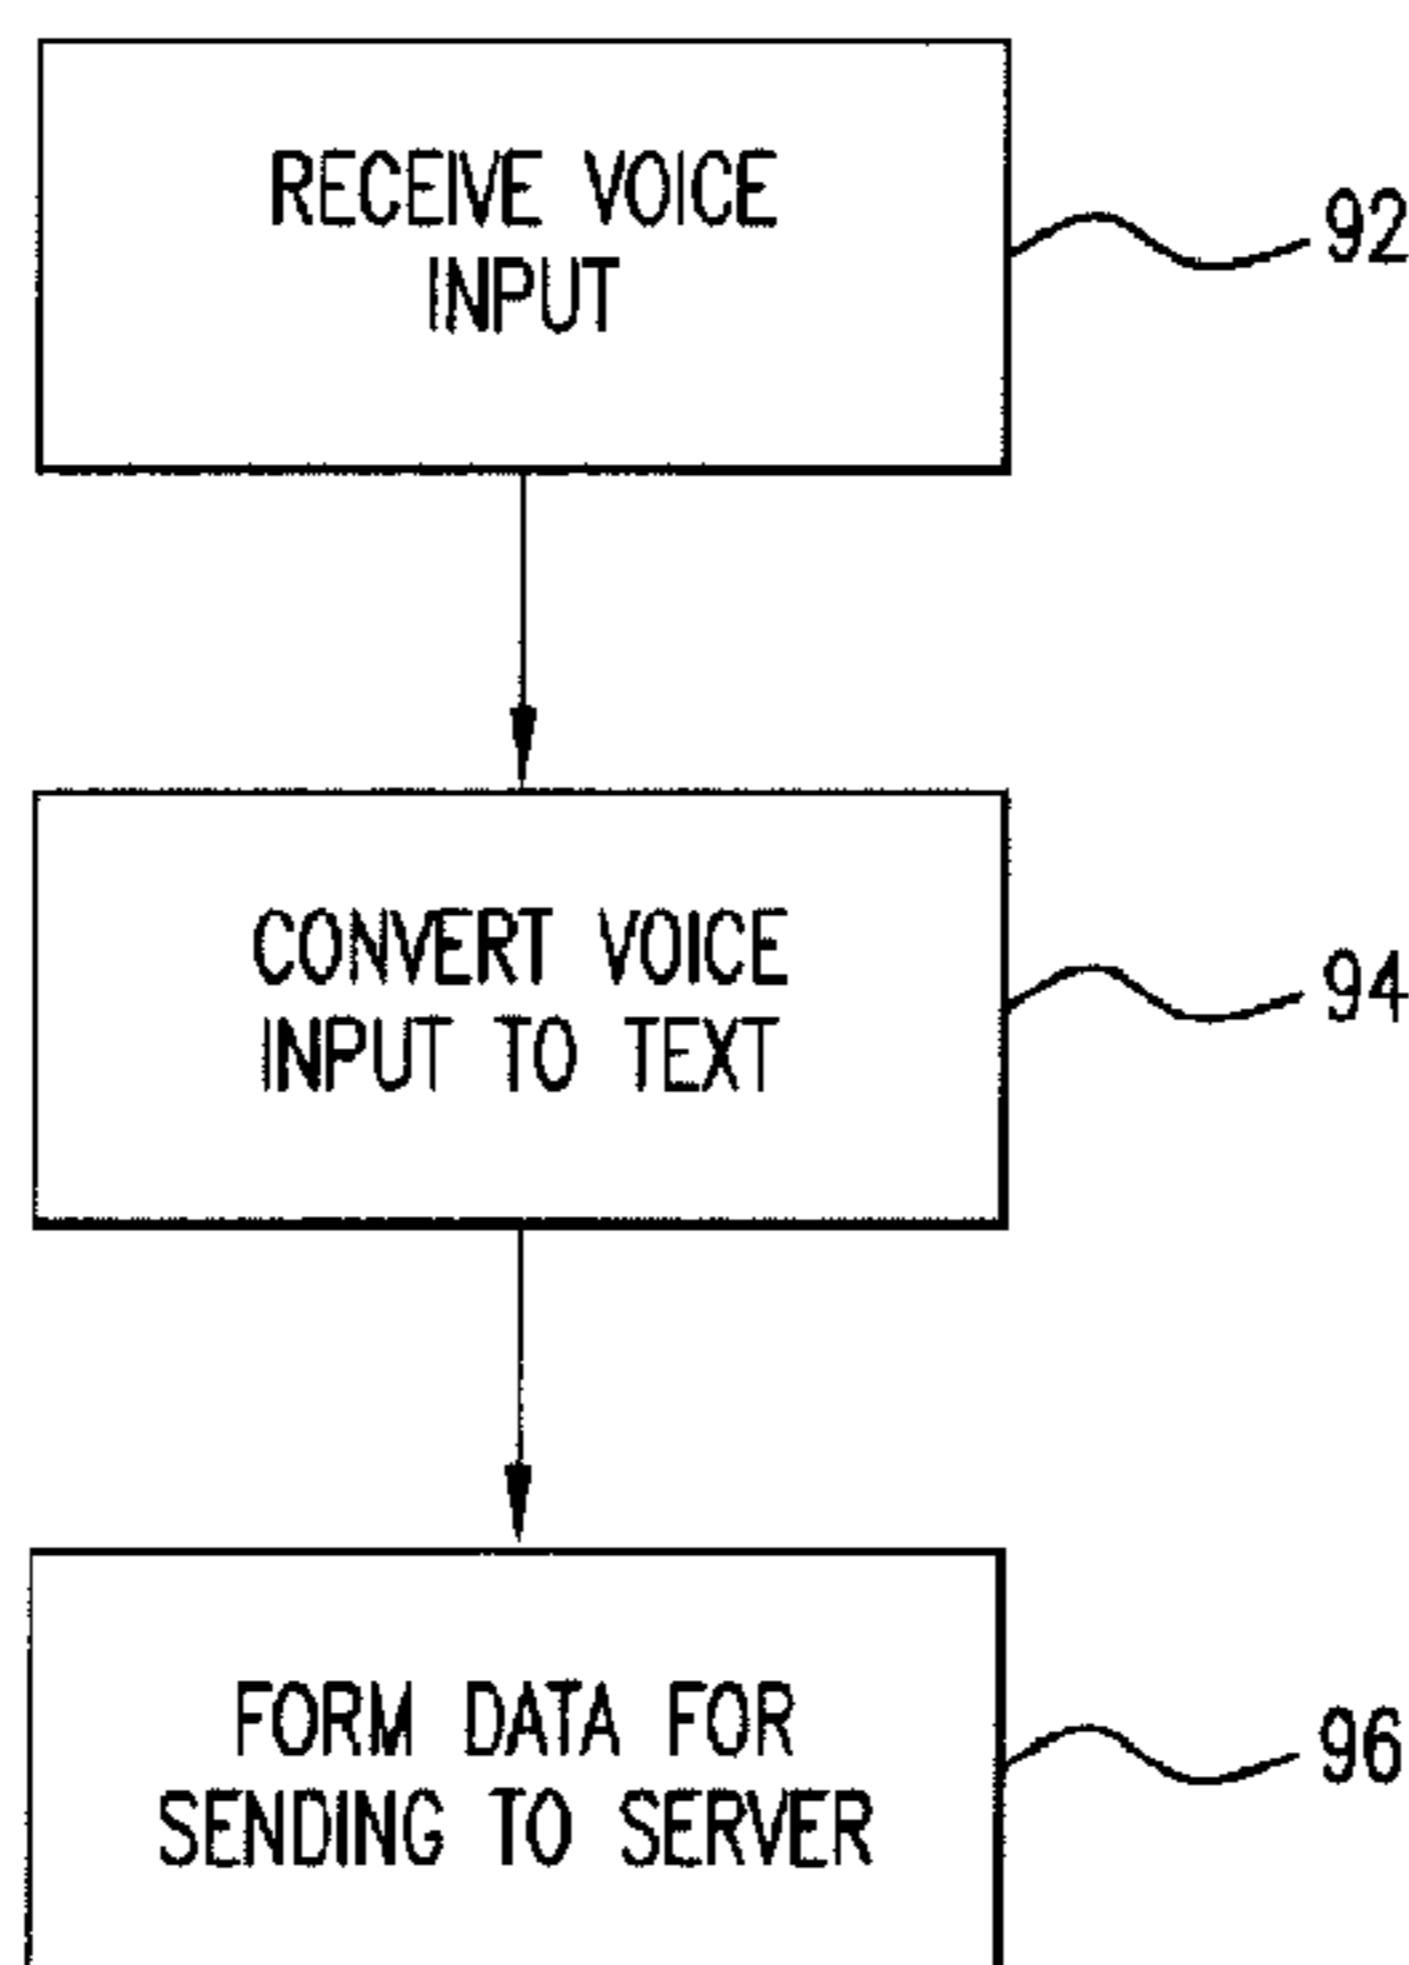 RECEIVE VOICE
INPUT
92
CONVERT VOICE
INPUT TO TEXT
94
FORM DATA FOR
SENDING TO SERVER
96